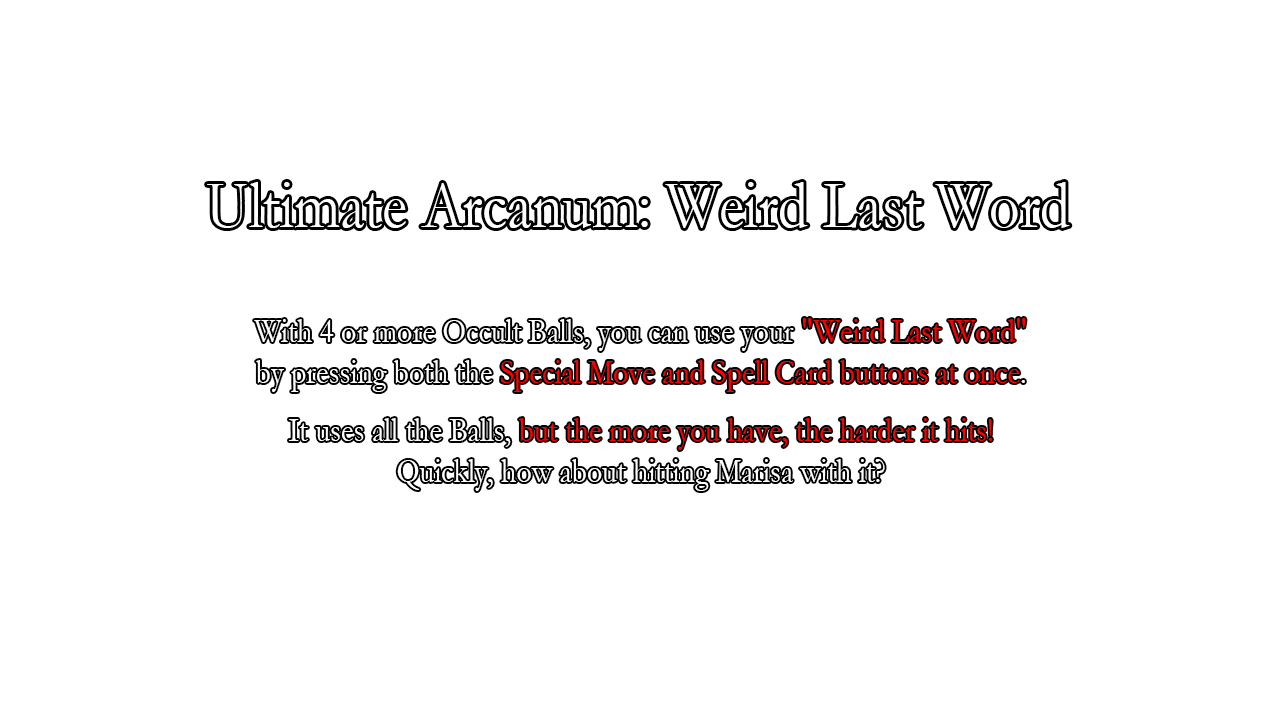 Ultimate Arcanum: Weird Last Word
With 4 or more Occult Balls, you can use your "Weird Last Word"
by pressing both the Special Move and Spell Card buttons at once.
It uses all the Balls, but the more you have, the harder it hits!
Quickly, how about hitting Marisa with it?